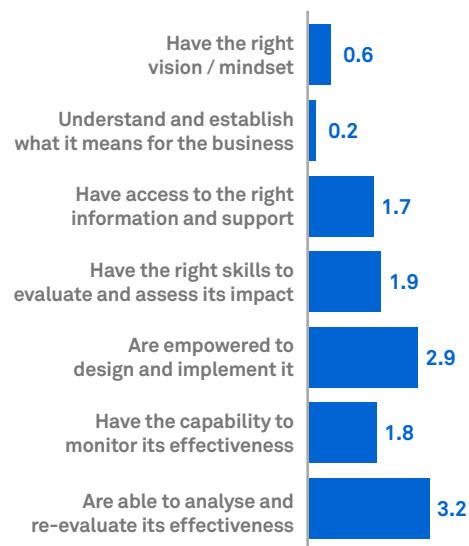 Have the right
vision / mindset
0.6
Understand and establish
what it means for the business
0.2
Have access to the right
information and support
1.7
Have the right skills to
evaluate and assess its impact
1.9
Are empowered to
design and implement it
2.9
Have the capability to
monitor its effectiveness
1.8
Are able to analyse and
re-evaluate its effectiveness
3.2